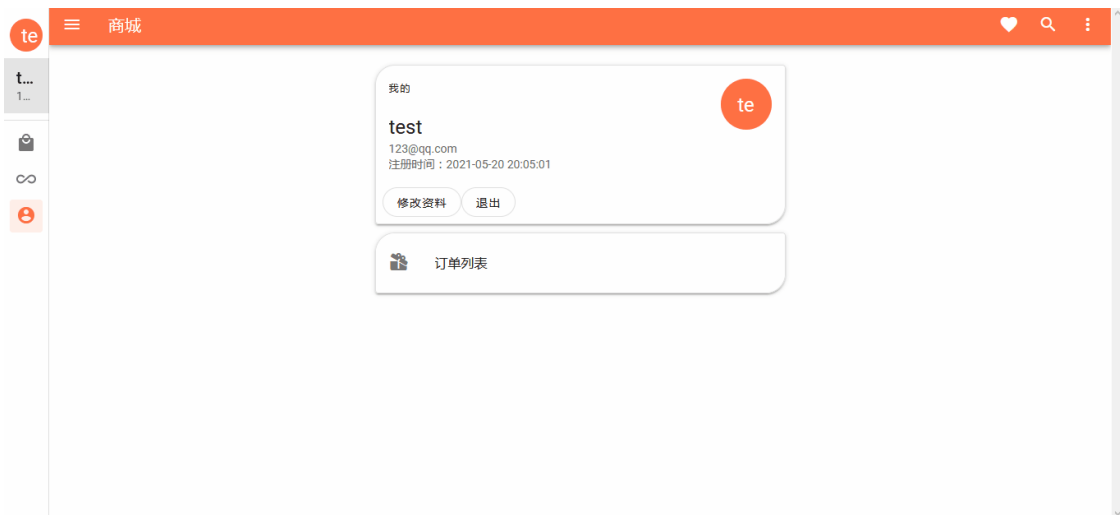 te
商城
t...
1...
我的
te
test
123@qq.com
注册时间：2021-05-20 20:05:01
修改资料
退出
订单列表